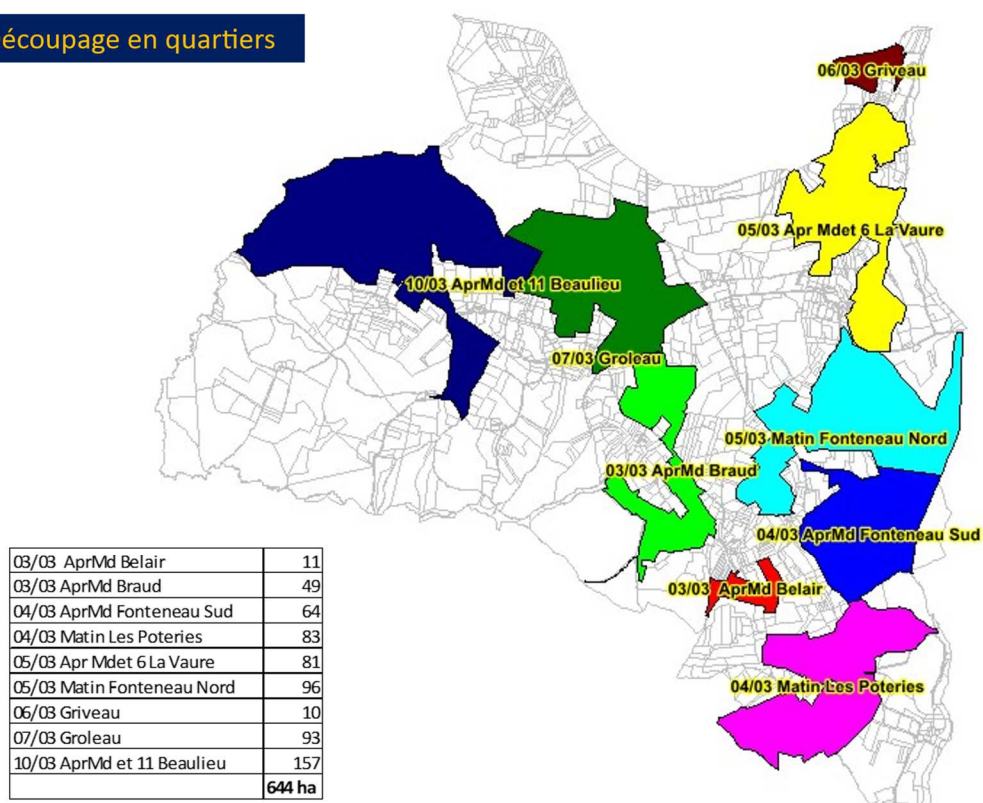 écoupage en quartiers
06/03 Griveau
05/03 Apr Mdet 6 La Vaure
10/03 AprMd et 11 Beaulieu
07/03 Groleau
05/03 Matin Fonteneau Nord
03/03 AprMd Braud
04/03 AprMd Fonteneau Sud
03/03 AprMd Belair
04/03 Matin Les Poteries
03/03 AprMd Belair 11
03/03 AprMd Braud 49
04/03 AprMd Fonteneau Sud 64
04/03 Matin Les Poteries 83
05/03 Apr Mdet 6 La Vaure 81
05/03 Matin Fonteneau Nord 96
06/03 Griveau 10
07/03 Groleau 93
10/03 AprMd et 11 Beaulieu 157
644 ha